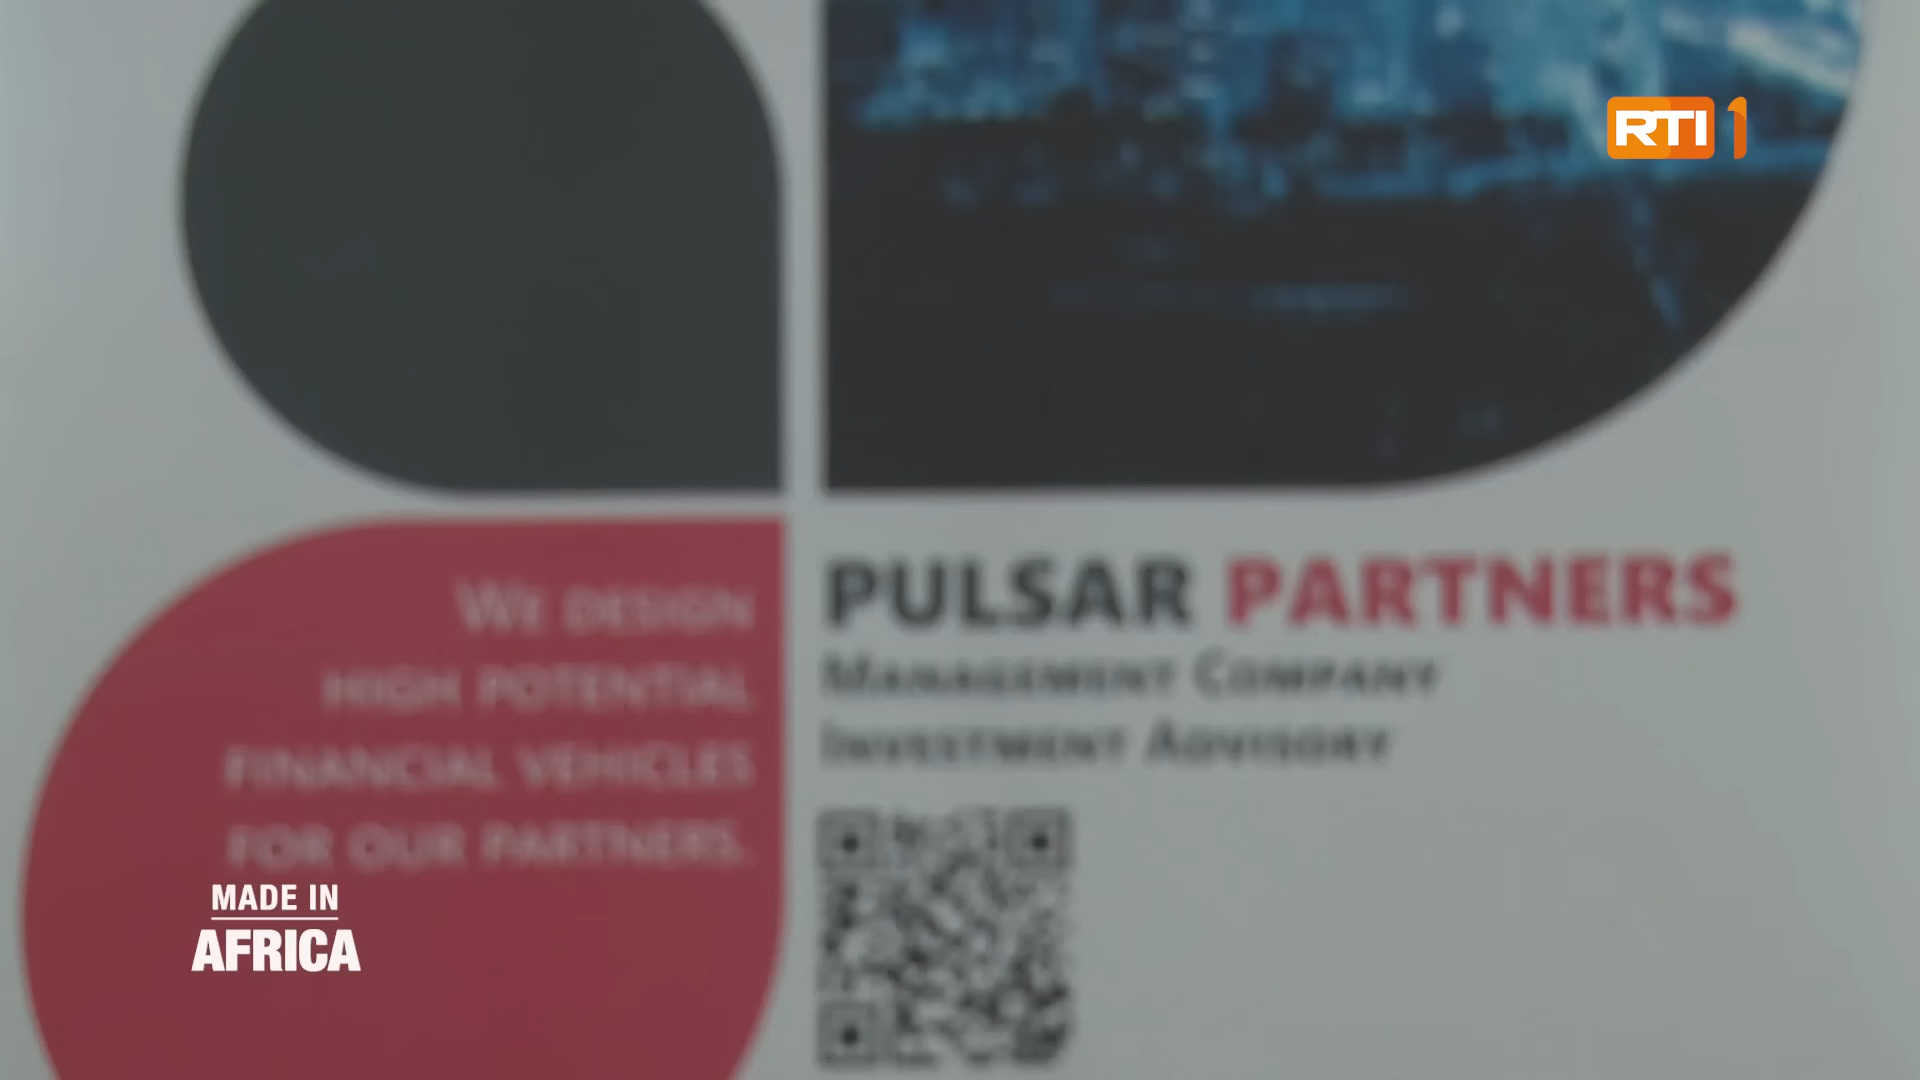 RTI 1
WE DESIGN
HIGH POTENTIAL
FINANCIAL VEHICLES
FOR OUR PARTNERS.
PULSAR PARTNERS
MANAGEMENT COMPANY
INVESTMENT ADVISORY
MADE IN
AFRICA